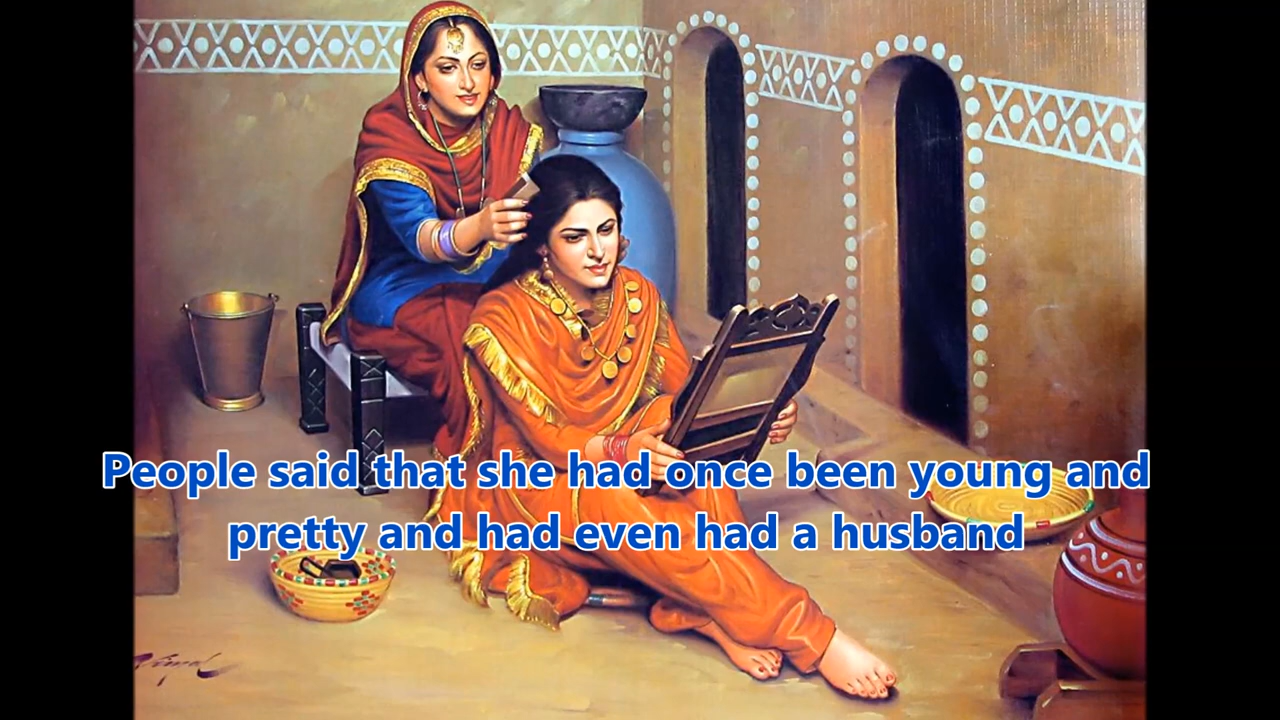 People said that she had once been young and
pretty and had even had a husband